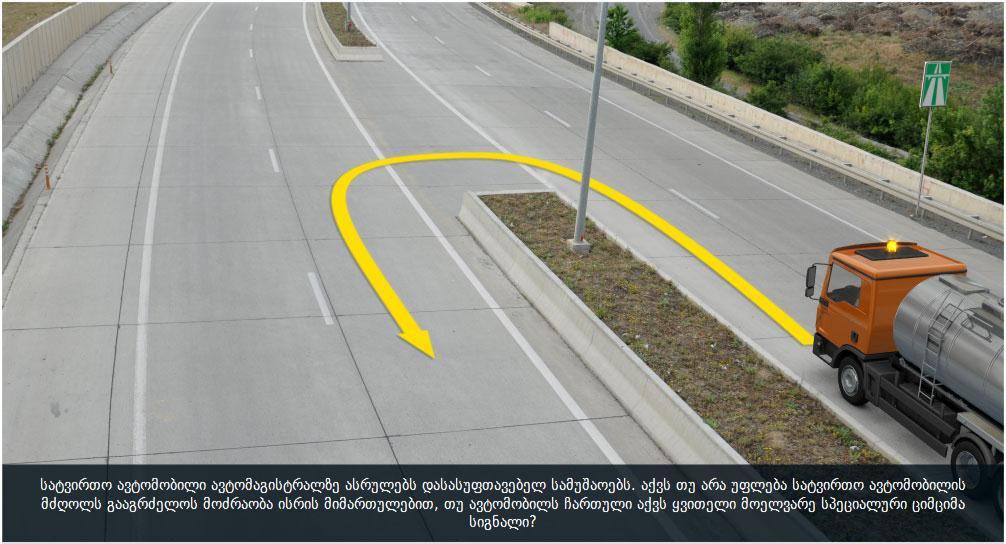 სატვირთო ავტომობილი ავტომაგისტრალზე ასრულებს დასასუფთავებელ სამუშაოებს. აქვს თუ არა უფლება სატვირთო ავტომობილის
მძღოლს გააგრძელოს მოძრაობა ისრის მიმართულებით, თუ ავტომობილს ჩართული აქვს ყვითელი მოელვარე სპეციალური ციმციმა
სიგნალი?